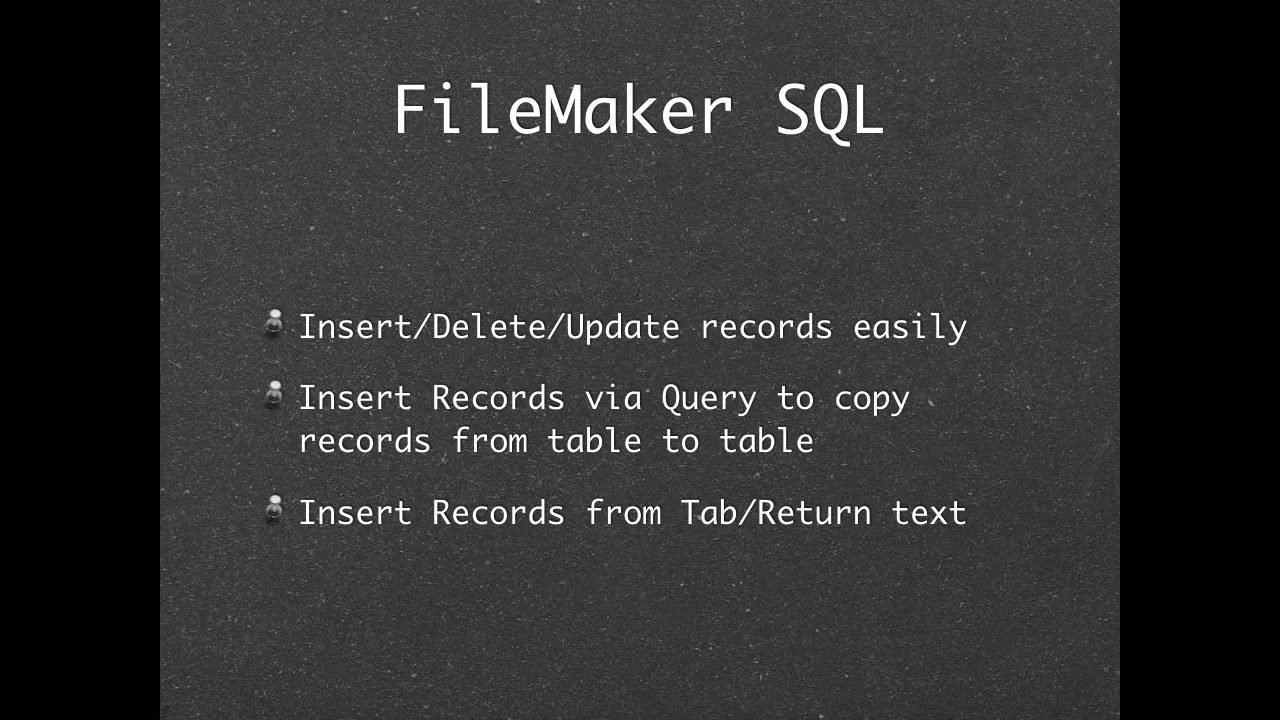 FileMaker SQL
Insert/Delete/Update records easily
Insert Records via Query to copy
records from table to table
Insert Records from Tab/Return text